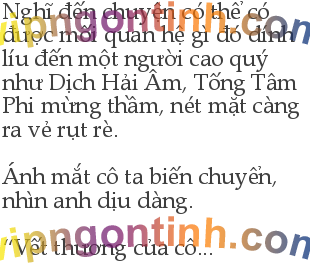 Nghĩ đến chuyện có thể có
được mối quan hệ gì đó dính
líu đến một người cao quý
như Dịch Hải Âm, Tống Tâm
Phi mừng thầm, nét mặt càng
ra vẻ rụt rè.
Ánh mắt cô ta biến chuyển,
nhìn anh dịu dàng.
“Vết thương của cô...
vipngontinh.com
vipngontinh.com